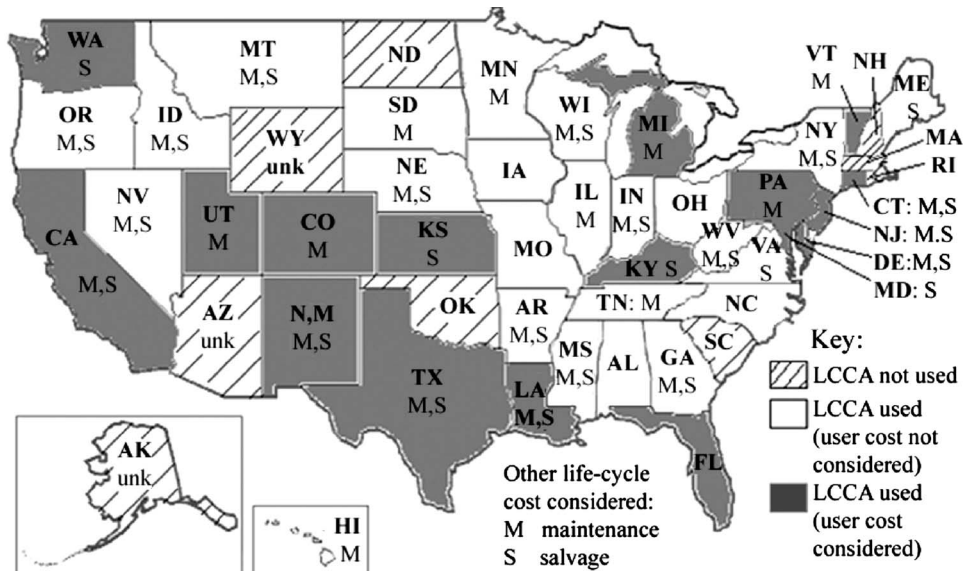 WA
S
MT
M,S
ND
MN
M
VT
M
NH
ME
S
OR
M,S
ID
M,S
SD
M
WI
M,S
MI
M
NY
M,S
MA
RI
WY
unk
NE
M,S
IA
PA
M
CT: M,S
NV
M,S
UT
M
CO
M
KS
S
IL
M
IN
M,S
OH
NJ: M.S
CA
M,S
MO
KY S
WV
M,S
VA
S
DE:M,S
MD: S
AZ
unk
N,M
M,S
OK
AR
M,S
TN: M
NC
SC
TX
M,S
LA
M,S
MS
M,S
AL
GA
M,S
FL
AK
unk
HI
M
Key:
LCCA not used
LCCA used
(user cost not
considered)
LCCA used
(user cost
considered)
Other life-cycle
cost considered:
M maintenance
S salvage